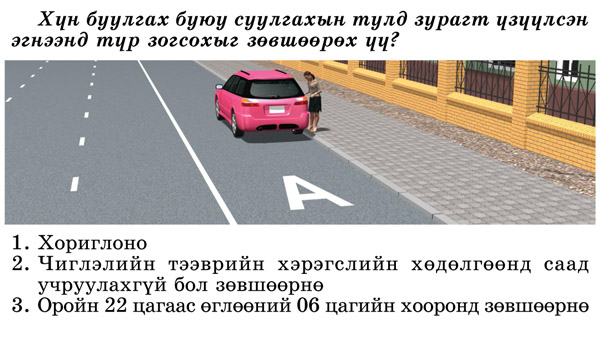 Хүн буулгах буюу суулгахын тулд зурагт үзүүлсэн
эгнээнд түр зогсохыг зөвшөөрөх үү?
А
1. Хориглоно
2. Чиглэлийн тээврийн хэрэгслийн хөдөлгөөнд саад
учруулахгүй бол зөвшөөрнө
3. Оройн 22 цагаас өглөөний 06 цагийн хооронд зөвшөөрнө